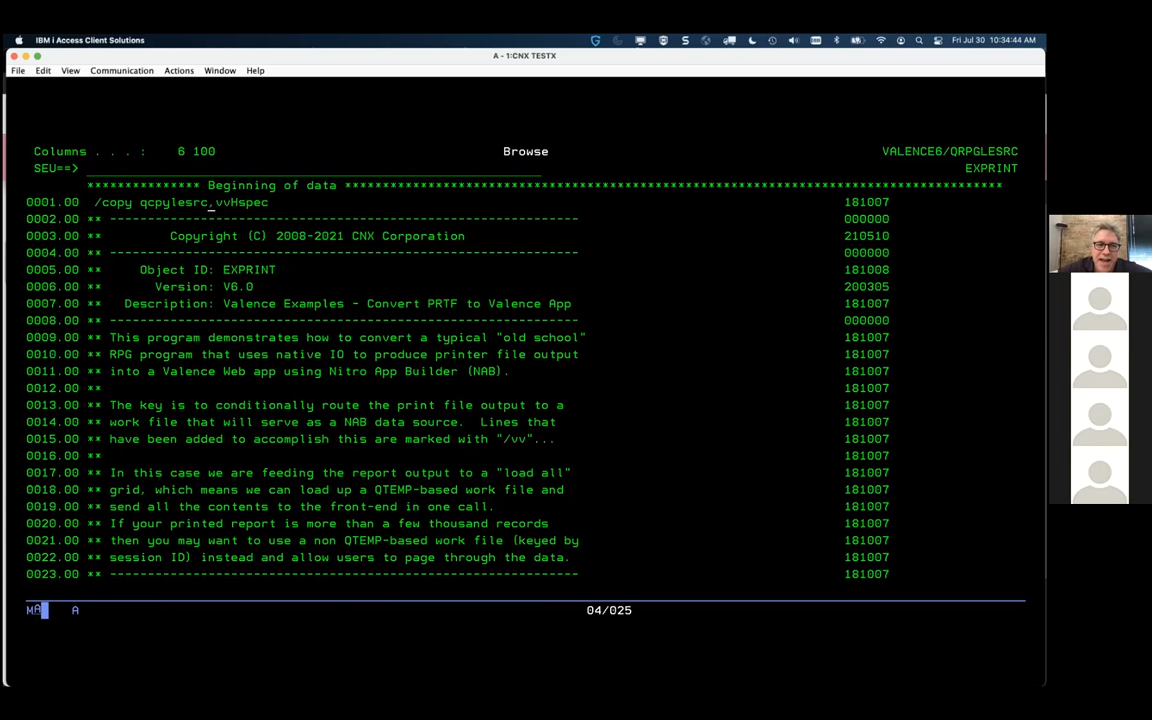 IBM i Access Client Solutions
Fri Jul 30 10:34:44 AM
A - 1:CNX TESTX
File Edit View Communication Actions Window Help
Columns . . . : 6 100 Browse VALENCE6/QRPGLESRC
SEU==> EXPRINT
*************** Beginning of data ****************************************************************************************
0001.00 /copy qcpylesrc,vvHspec 181007
0002.00 ** -------------------------------------------------------------- 000000
0003.00 ** Copyright (C) 2008-2021 CNX Corporation 210510
0004.00 ** -------------------------------------------------------------- 000000
0005.00 ** Object ID: EXPRINT 181008
0006.00 ** Version: V6.0 200305
0007.00 ** Description: Valence Examples - Convert PRTF to Valence App 181007
0008.00 ** -------------------------------------------------------------- 000000
0009.00 ** This program demonstrates how to convert a typical "old school" 181007
0010.00 ** RPG program that uses native IO to produce printer file output 181007
0011.00 ** into a Valence Web app using Nitro App Builder (NAB). 181007
0012.00 ** 181007
0013.00 ** The key is to conditionally route the print file output to a 181007
0014.00 ** work file that will serve as a NAB data source. Lines that 181007
0015.00 ** have been added to accomplish this are marked with "/vv"... 181007
0016.00 ** 181007
0017.00 ** In this case we are feeding the report output to a "load all" 181007
0018.00 ** grid, which means we can load up a QTEMP-based work file and 181007
0019.00 ** send all the contents to the front-end in one call. 181007
0020.00 ** If your printed report is more than a few thousand records 181007
0021.00 ** then you may want to use a non QTEMP-based work file (keyed by 181007
0022.00 ** session ID) instead and allow users to page through the data. 181007
0023.00 ** -------------------------------------------------------------- 181007
MA A 04/025